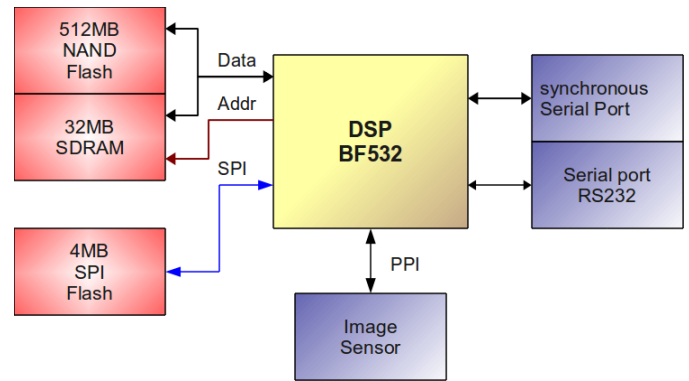 512MB
NAND
Flash
Data
Addr
32MB
SDRAM
SPI
4MB
SPI
Flash
DSP
BF532
PPI
Image
Sensor
synchronous
Serial Port
Serial port
RS232